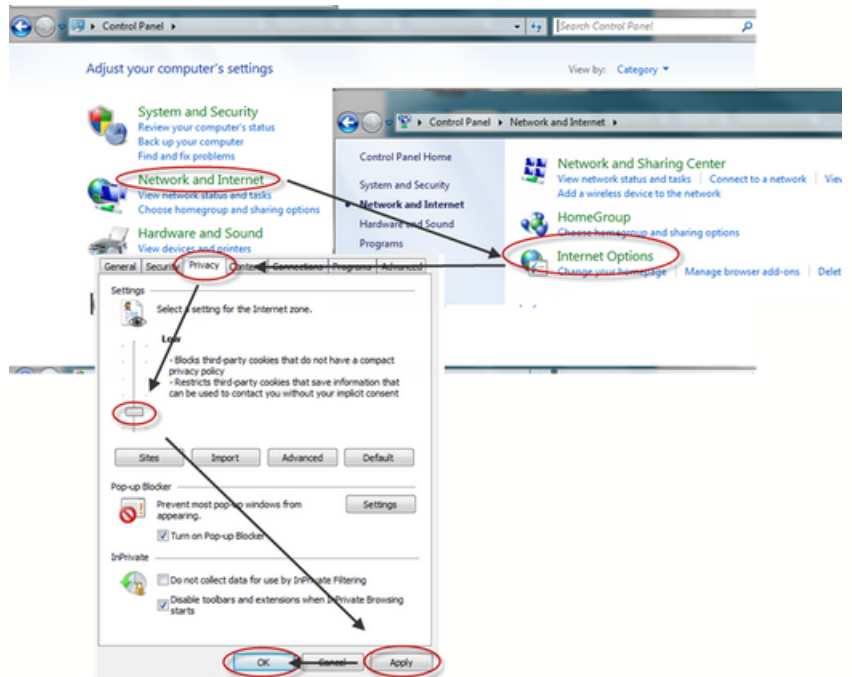 Control Panel
Search Control Panel
Adjust your computer's settings
View by: Category
System and Security
Review your computer's status
Back up your computer
Find and fix problems
Network and Internet
View network status and tasks
Choose homegroup and sharing options
Hardware and Sound
View devices and printers
Control Panel Network and Internet
Control Panel Home
System and Security
Network and Internet
Hardware and Sound
Programs
Network and Sharing Center
View network status and tasks Connect to a network View
Add a wireless device to the network
HomeGroup
Choose homegroup and sharing options
Internet Options
Change your homepage Manage browser add-ons Delet
General Security Privacy Content Connections Programs Advanced
Settings
Select a setting for the Internet zone.
Low
- Blocks third-party cookies that do not have a compact
privacy policy
- Restricts third-party cookies that save information that
can be used to contact you without your implicit consent
Sites Import Advanced Default
Pop-up Blocker
Prevent most pop-up windows from
appearing.
Settings
Turn on Pop-up Blocker
InPrivate
Do not collect data for use by InPrivate Filtering
Disable toolbars and extensions when InPrivate Browsing
starts
OK Cancel Apply